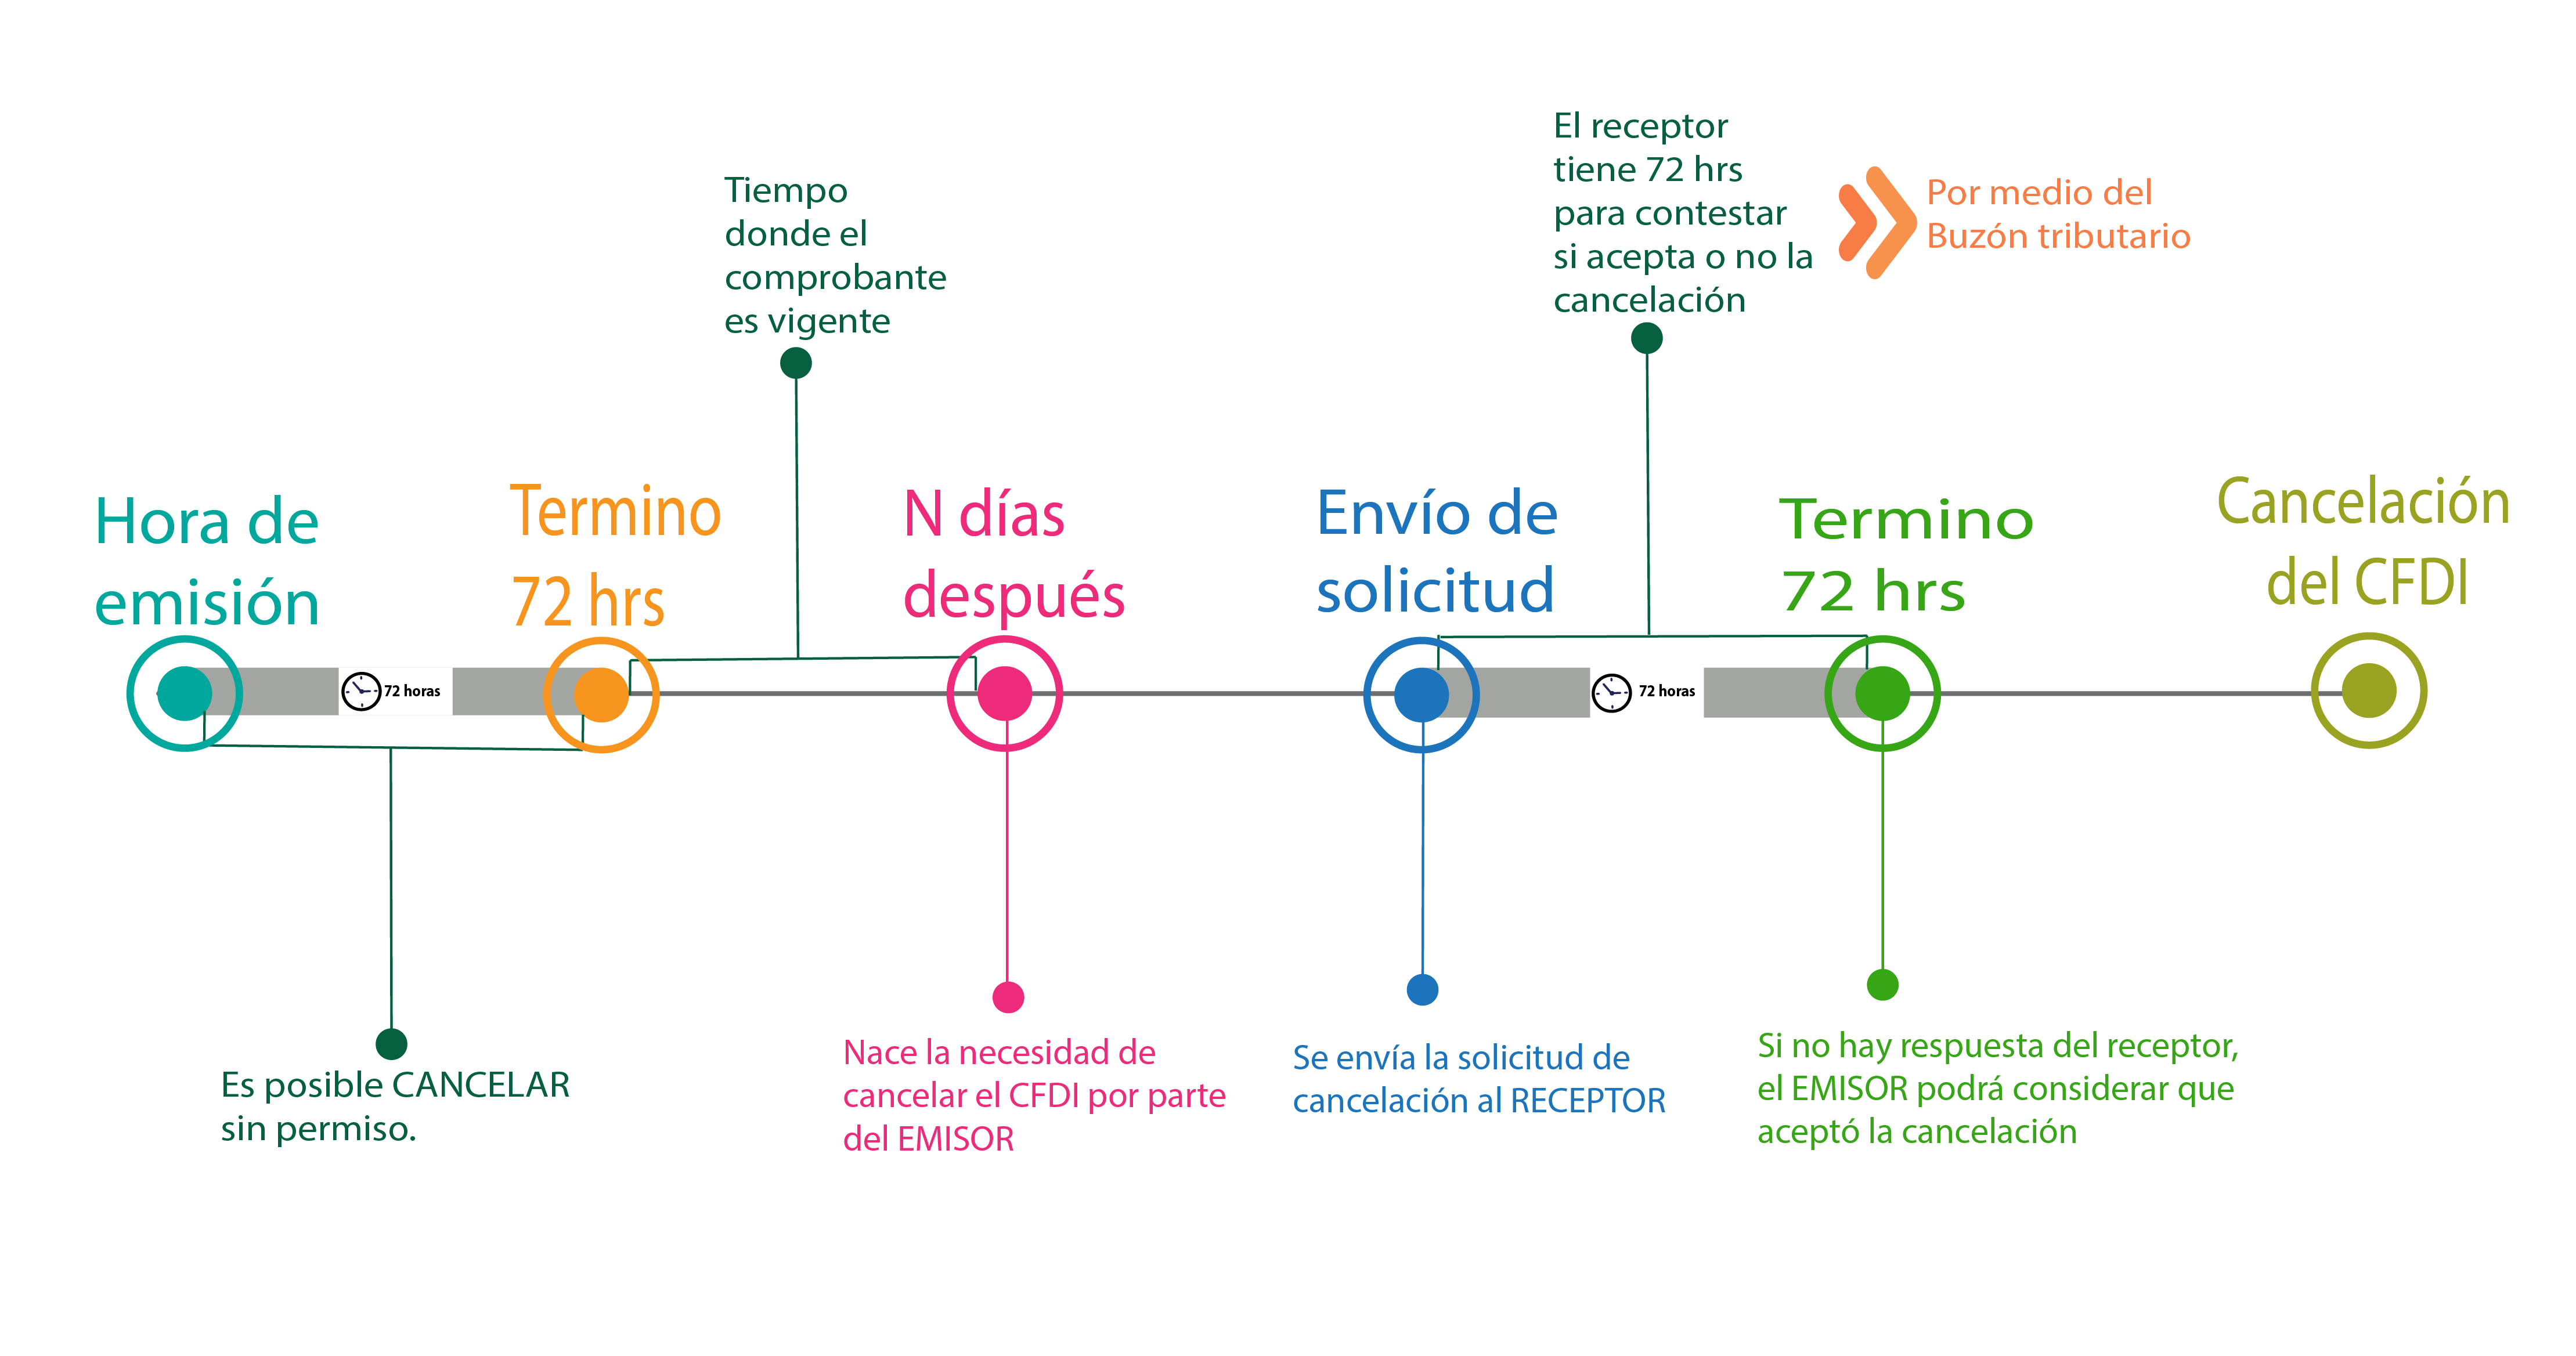 El receptor
tiene 72 hrs
para contestar
si acepta o no la
cancelación
Por medio del
Buzón tributario
Tiempo
donde el
comprobante
es vigente
Hora de
emisión
Termino
72 hrs
N días
después
Envío de
solicitud
Termino
72 hrs
Cancelación
del CFDI
72 horas
72 horas
Es posible CANCELAR
sin permiso.
Nace la necesidad de
cancelar el CFDI por parte
del EMISOR
Se envía la solicitud de
cancelación al RECEPTOR
Si no hay respuesta del receptor,
el EMISOR podrá considerar que
aceptó la cancelación